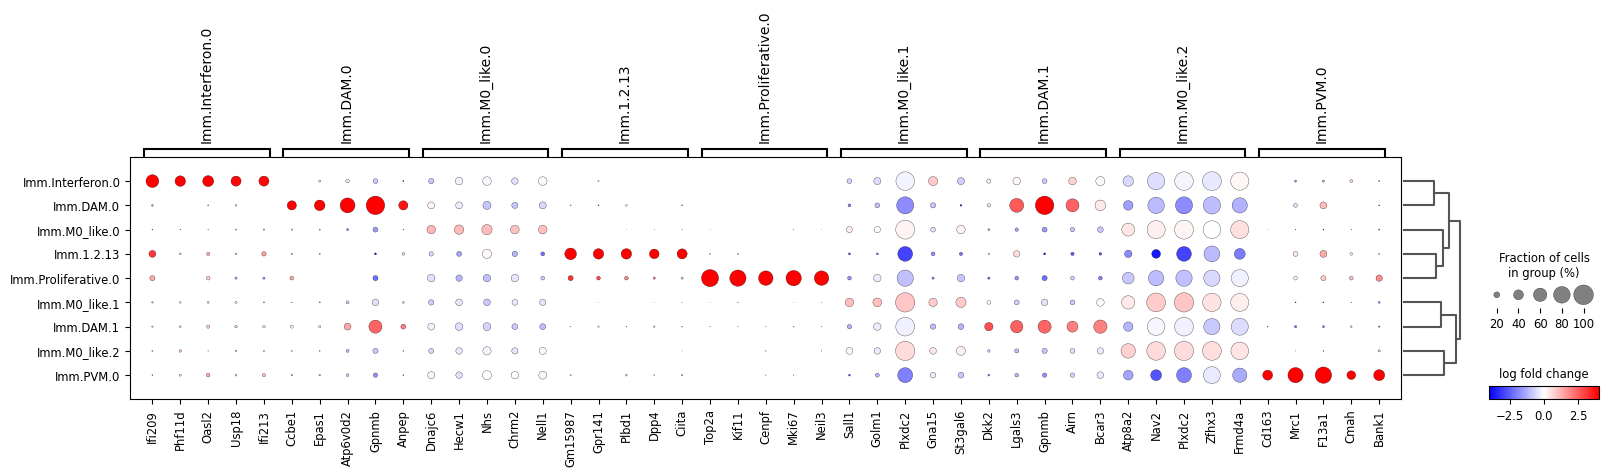 Imm.Interferon.0
Imm.DAM.0
Imm.M0_like.0
Imm.1.2.13
Imm.Proliferative.0
Imm.M0_like.1
Imm.DAM.1
Imm.M0_like.2
Imm.PVM.0
Imm.Interferon.0
Imm.DAM.0
Imm.M0_like.0
Imm.1.2.13
Imm.Proliferative.0
Imm.M0_like.1
Imm.DAM.1
Imm.M0_like.2
Imm.PVM.0
Ifi209
Phf11d
Oasl2
Usp18
Ifi213
Ccbe1
Epas1
Atp6v0d2
Gpnmb
Anpep
Dnajc6
Hecw1
Nhs
Chrm2
Nell1
Gm15987
Gpr141
Plbd1
Dpp4
Ciita
Top2a
Kif11
Cenpf
Mki67
Neil3
Sall1
Golm1
Plxdc2
Gna15
St3gal6
Dkk2
Lgals3
Gpnmb
Airn
Bcar3
Atp8a2
Nav2
Plxdc2
Zfhx3
Frmd4a
Cd163
Mrc1
F13a1
Cmah
Bank1
Fraction of cells
in group (%)
20 40 60 80 100
log fold change
−2.5 0.0 2.5